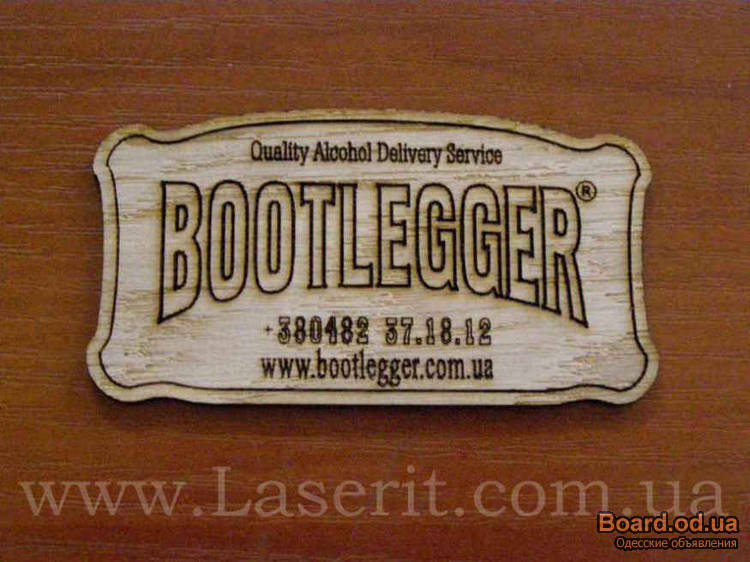 Quality Alcohol Delivery Service
BOOTLEGGER®
+380482 37.18.12
www.bootlegger.com.ua
www.Laserit.com.ua
Board.od.ua
Одесские объявления